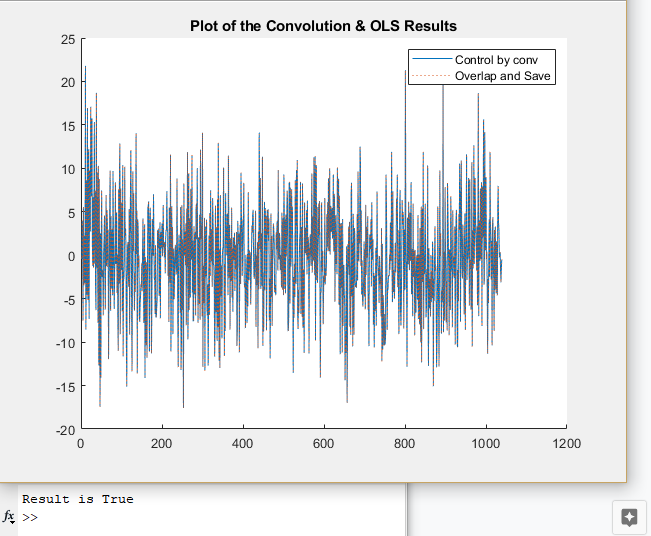 Plot of the Convolution & OLS Results
Control by conv
Overlap and Save
25
20
15
10
5
0
-5
-10
-15
-20
0 200 400 600 800 1000 1200
Result is True
fx >>